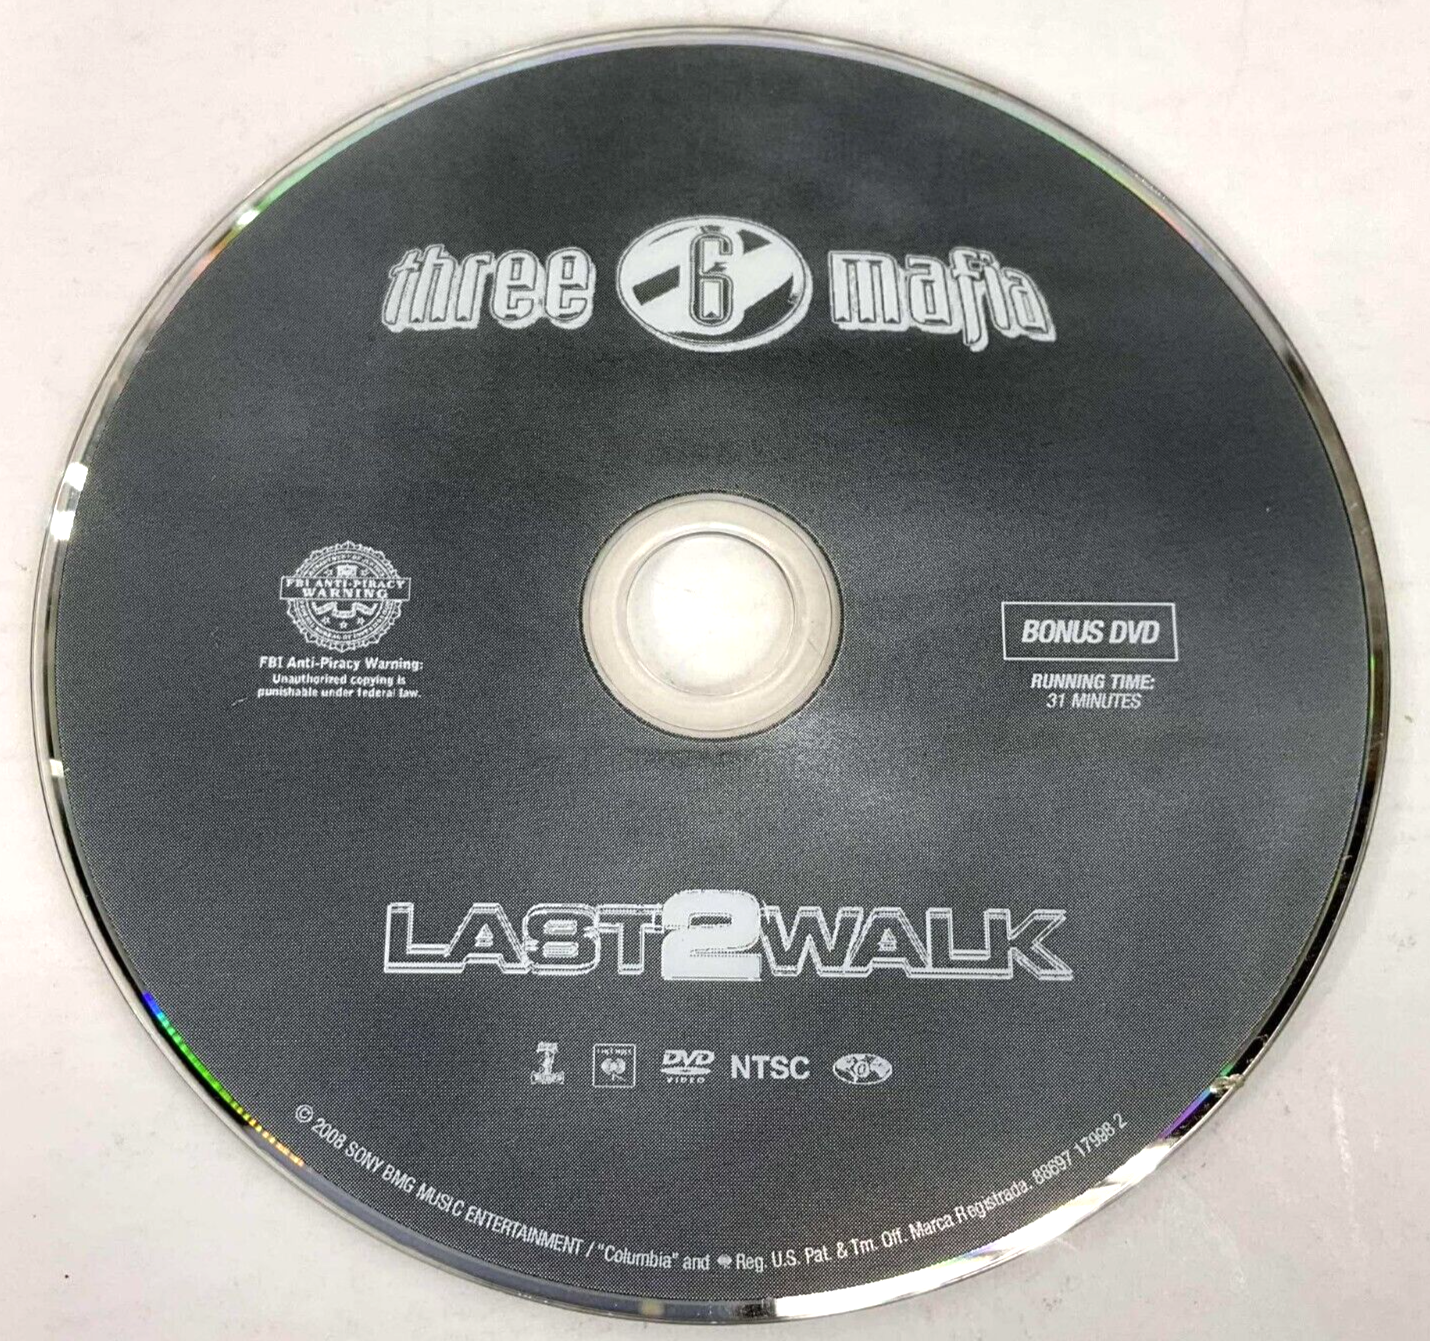 three 6 mafia
FBI ANTI-PIRACY
WARNING
FBI Anti-Piracy Warning:
Unauthorized copying is
punishable under federal law.
BONUS DVD
RUNNING TIME:
31 MINUTES
LAST2WALK
DVD
VIDEO
NTSC
© 2008 SONY BMG MUSIC ENTERTAINMENT / "Columbia" and Reg. U.S. Pat. & Tm. Off. Marca Registrada. 88697 17998 2